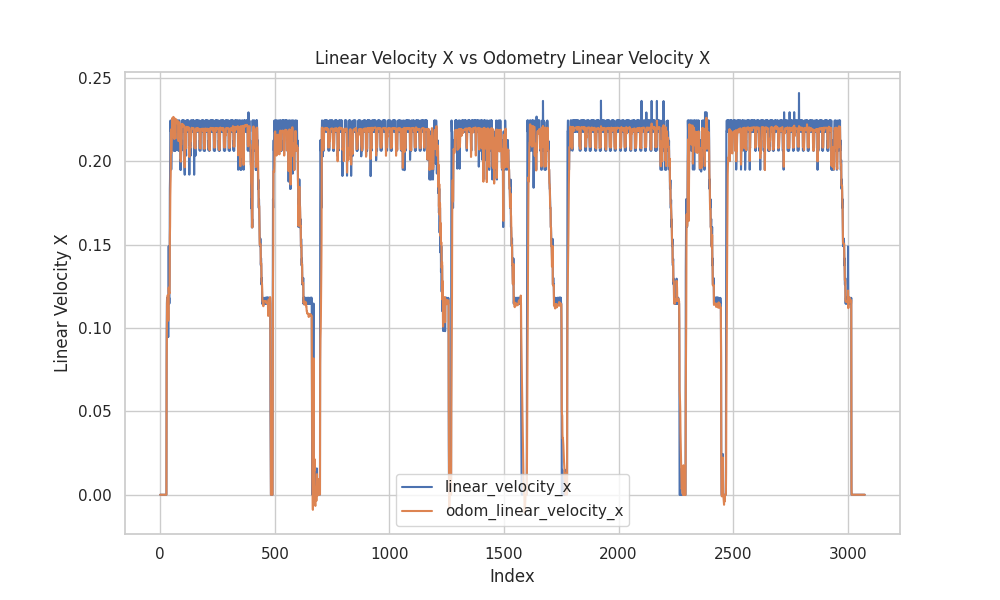 Linear Velocity X vs Odometry Linear Velocity X
0.25
0.20
0.15
0.10
0.05
0.00
Linear Velocity X
linear_velocity_x
odom_linear_velocity_x
0 500 1000 1500 2000 2500 3000
Index